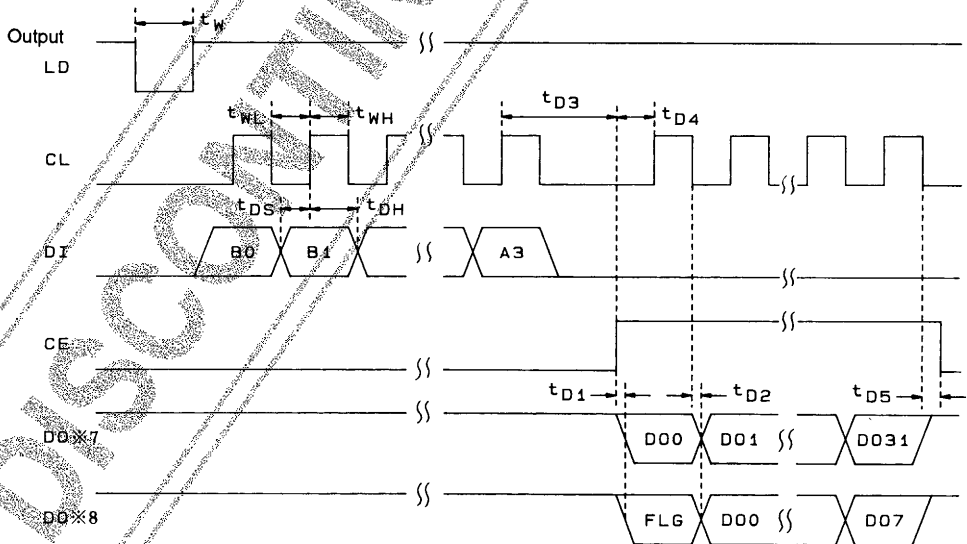 tW
Output
LD
tD3
tWL tWH tD4
CL
tDS tDH
DI B0 B1 A3
CE
tD1 tD2 tD5
DO※7 DO0 DO1 DO31
DO※8 FLG DO0 DO7
DISCONTIN